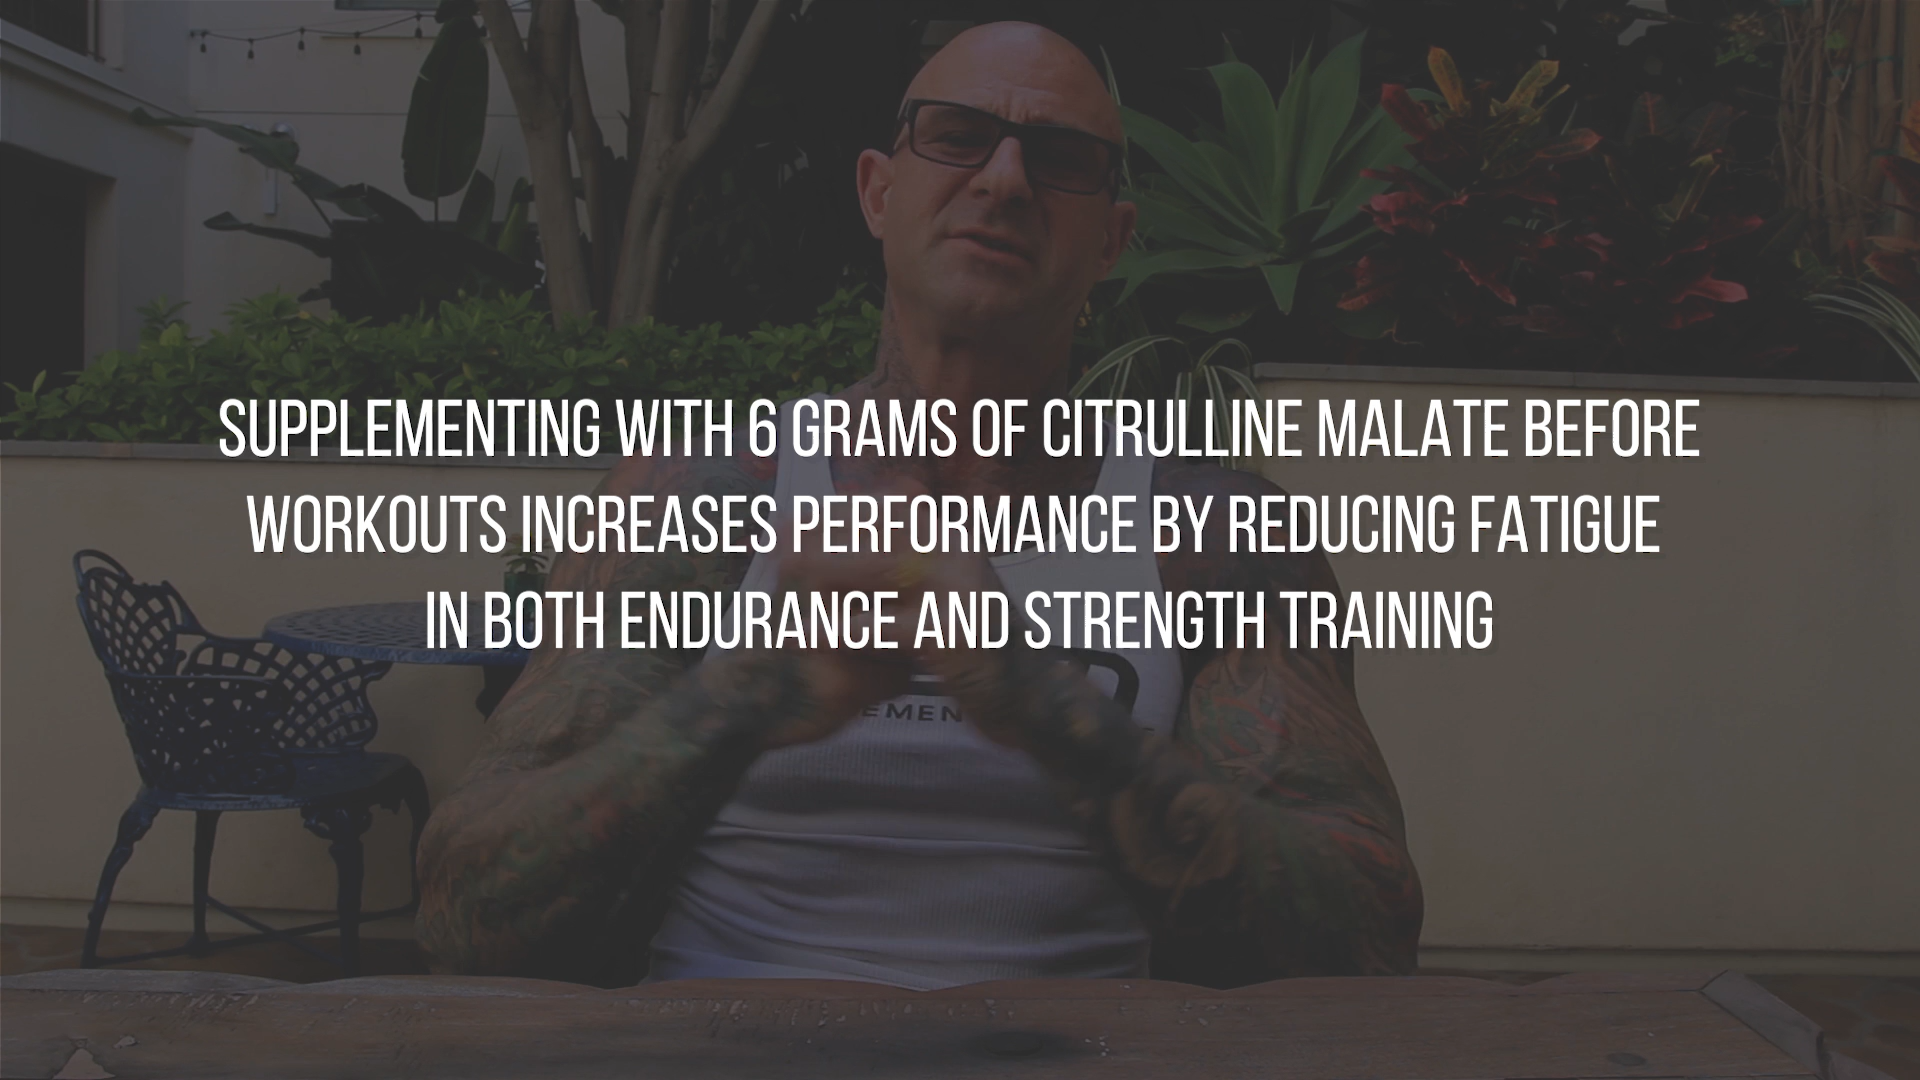 SUPPLEMENTING WITH 6 GRAMS OF CITRULLINE MALATE BEFORE
WORKOUTS INCREASES PERFORMANCE BY REDUCING FATIGUE
IN BOTH ENDURANCE AND STRENGTH TRAINING